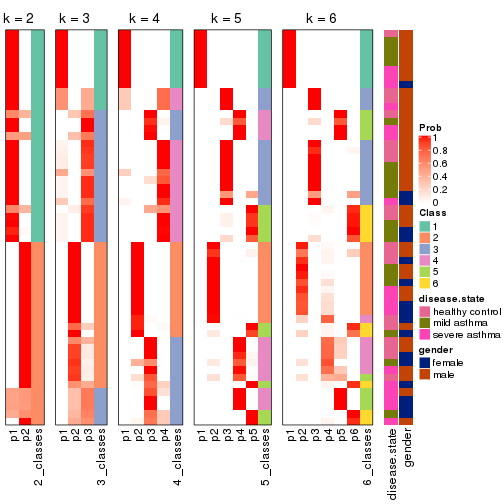 k = 2 k = 3 k = 4 k = 5 k = 6
Prob
1
0.8
0.6
0.4
0.2
0
Class
1
2
3
4
5
6
disease.state
healthy control
mild asthma
severe asthma
gender
female
male
p1 p2 2_classes p1 p2 p3 3_classes p1 p2 p3 p4 4_classes p1 p2 p3 p4 p5 5_classes p1 p2 p3 p4 p5 p6 6_classes disease.state gender